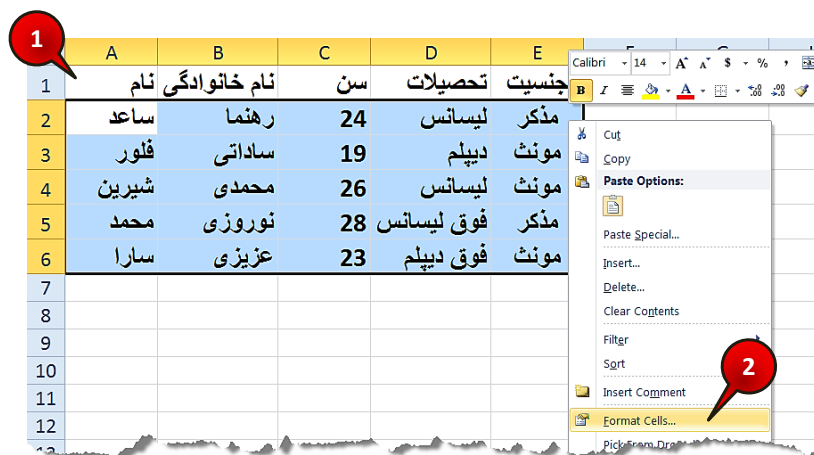 1
A B C D E
Calibri 14 A A $ % ,
B I A .00 .00
1 نام نام خانوادگی سن تحصیلات جنسیت
2 ساعد رهنما 24 لیسانس مذکر
3 فلور ساداتی 19 دیپلم مونث
4 شیرین محمدی 26 لیسانس مونث
5 محمد نوروزی 28 فوق لیسانس مذکر
6 سارا عزیزی 23 فوق دیپلم مونث
7
8
9
10
11
12
Cut
Copy
Paste Options:
Paste Special...
Insert...
Delete...
Clear Contents
Filter
Sort
2
Insert Comment
Format Cells...